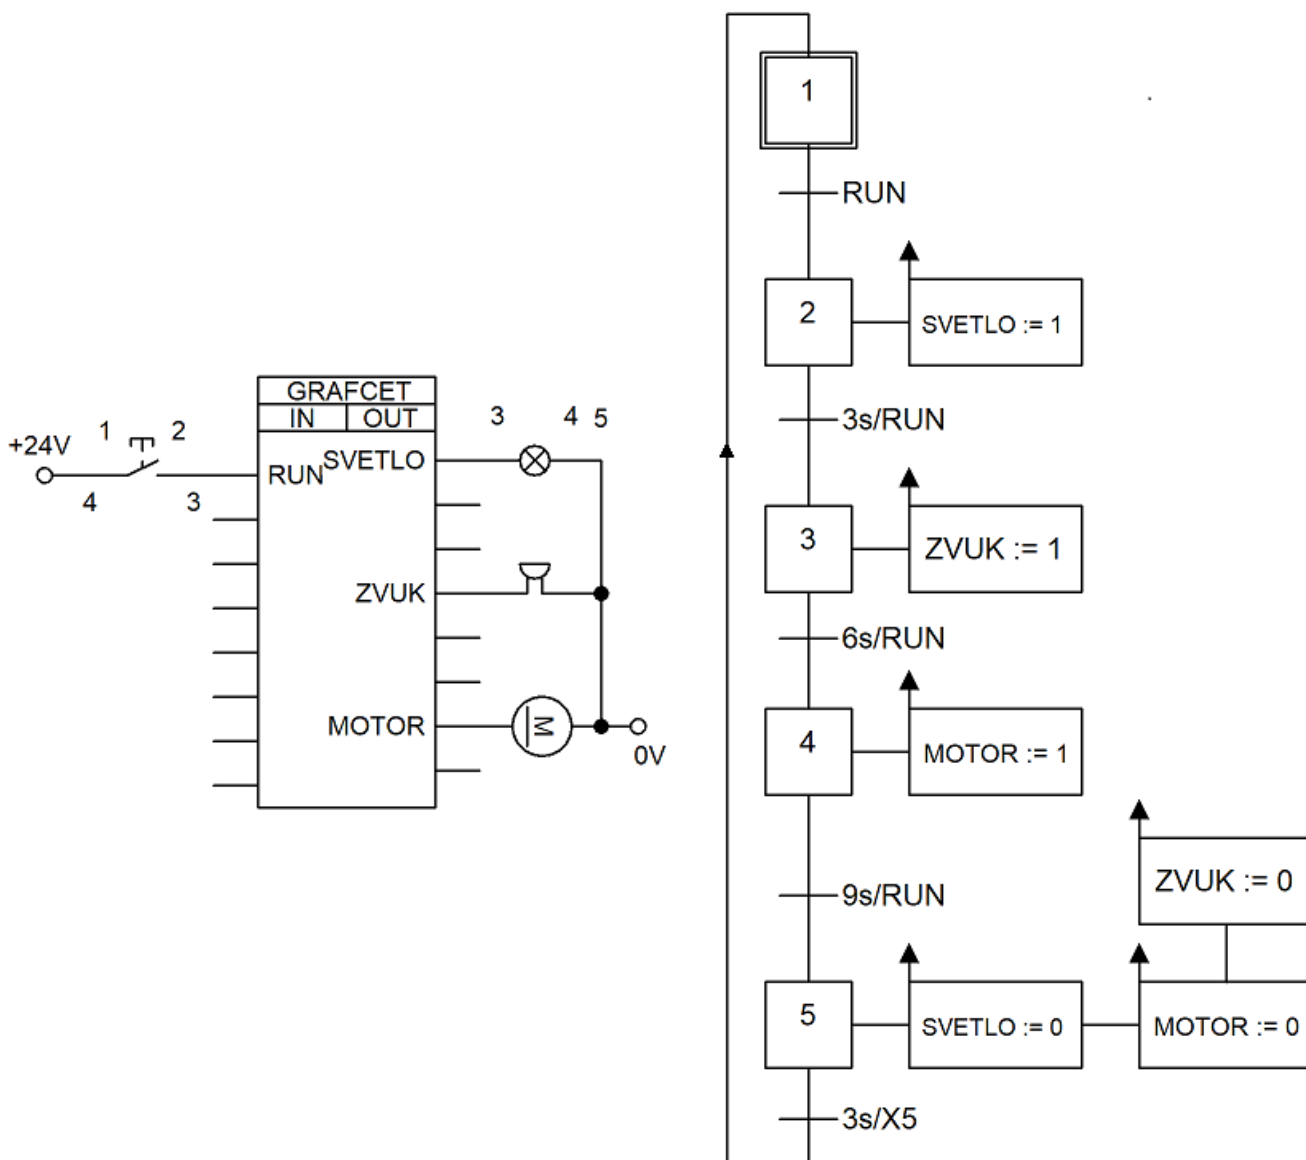 GRAFCET
IN OUT
+24V
1 2
4 3
RUN
SVETLO
3 4 5
ZVUK
MOTOR
M
0V
1
RUN
2
SVETLO := 1
3s/RUN
3
ZVUK := 1
6s/RUN
4
MOTOR := 1
9s/RUN
ZVUK := 0
5
SVETLO := 0
MOTOR := 0
3s/X5